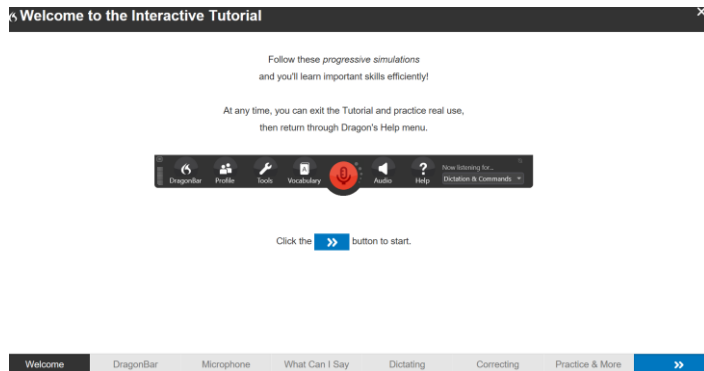 Welcome to the Interactive Tutorial
Follow these progressive simulations
and you'll learn important skills efficiently!
At any time, you can exit the Tutorial and practice real use,
then return through Dragon's Help menu.
DragonBar Profile Tools Vocabulary Audio Help Now listening for...
Dictation & Commands
Click the button to start.
Welcome DragonBar Microphone What Can I Say Dictating Correcting Practice & More